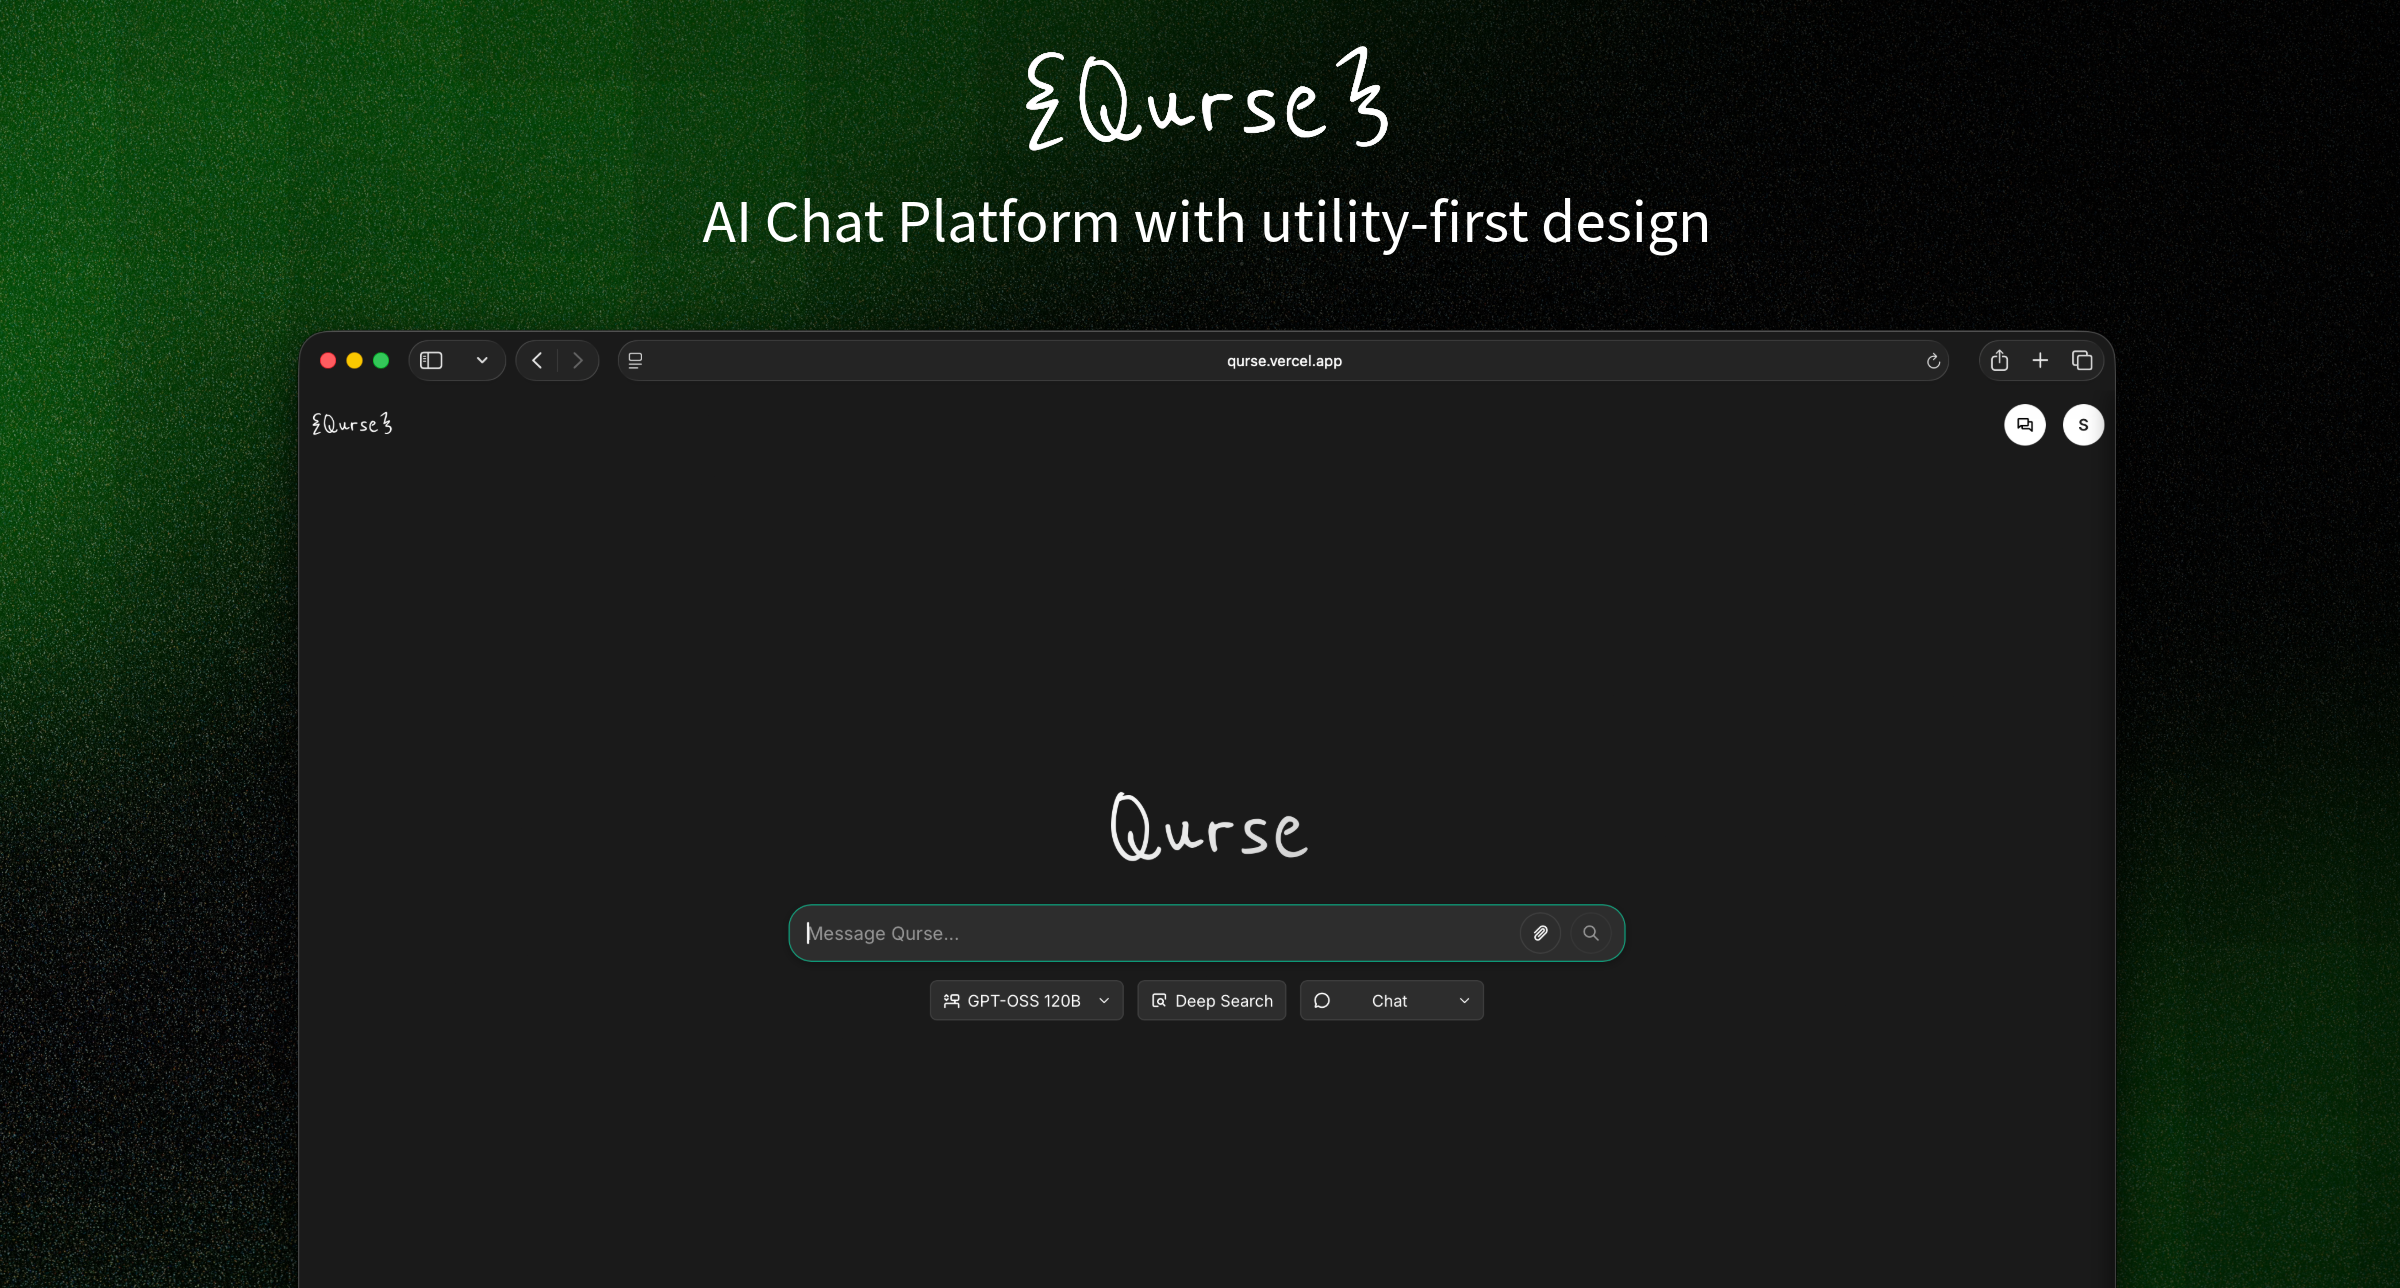 {Qurse}
AI Chat Platform with utility-first design
qurse.vercel.app
{Qurse}
S
Qurse
Message Qurse...
GPT-OSS 120B
Deep Search
Chat